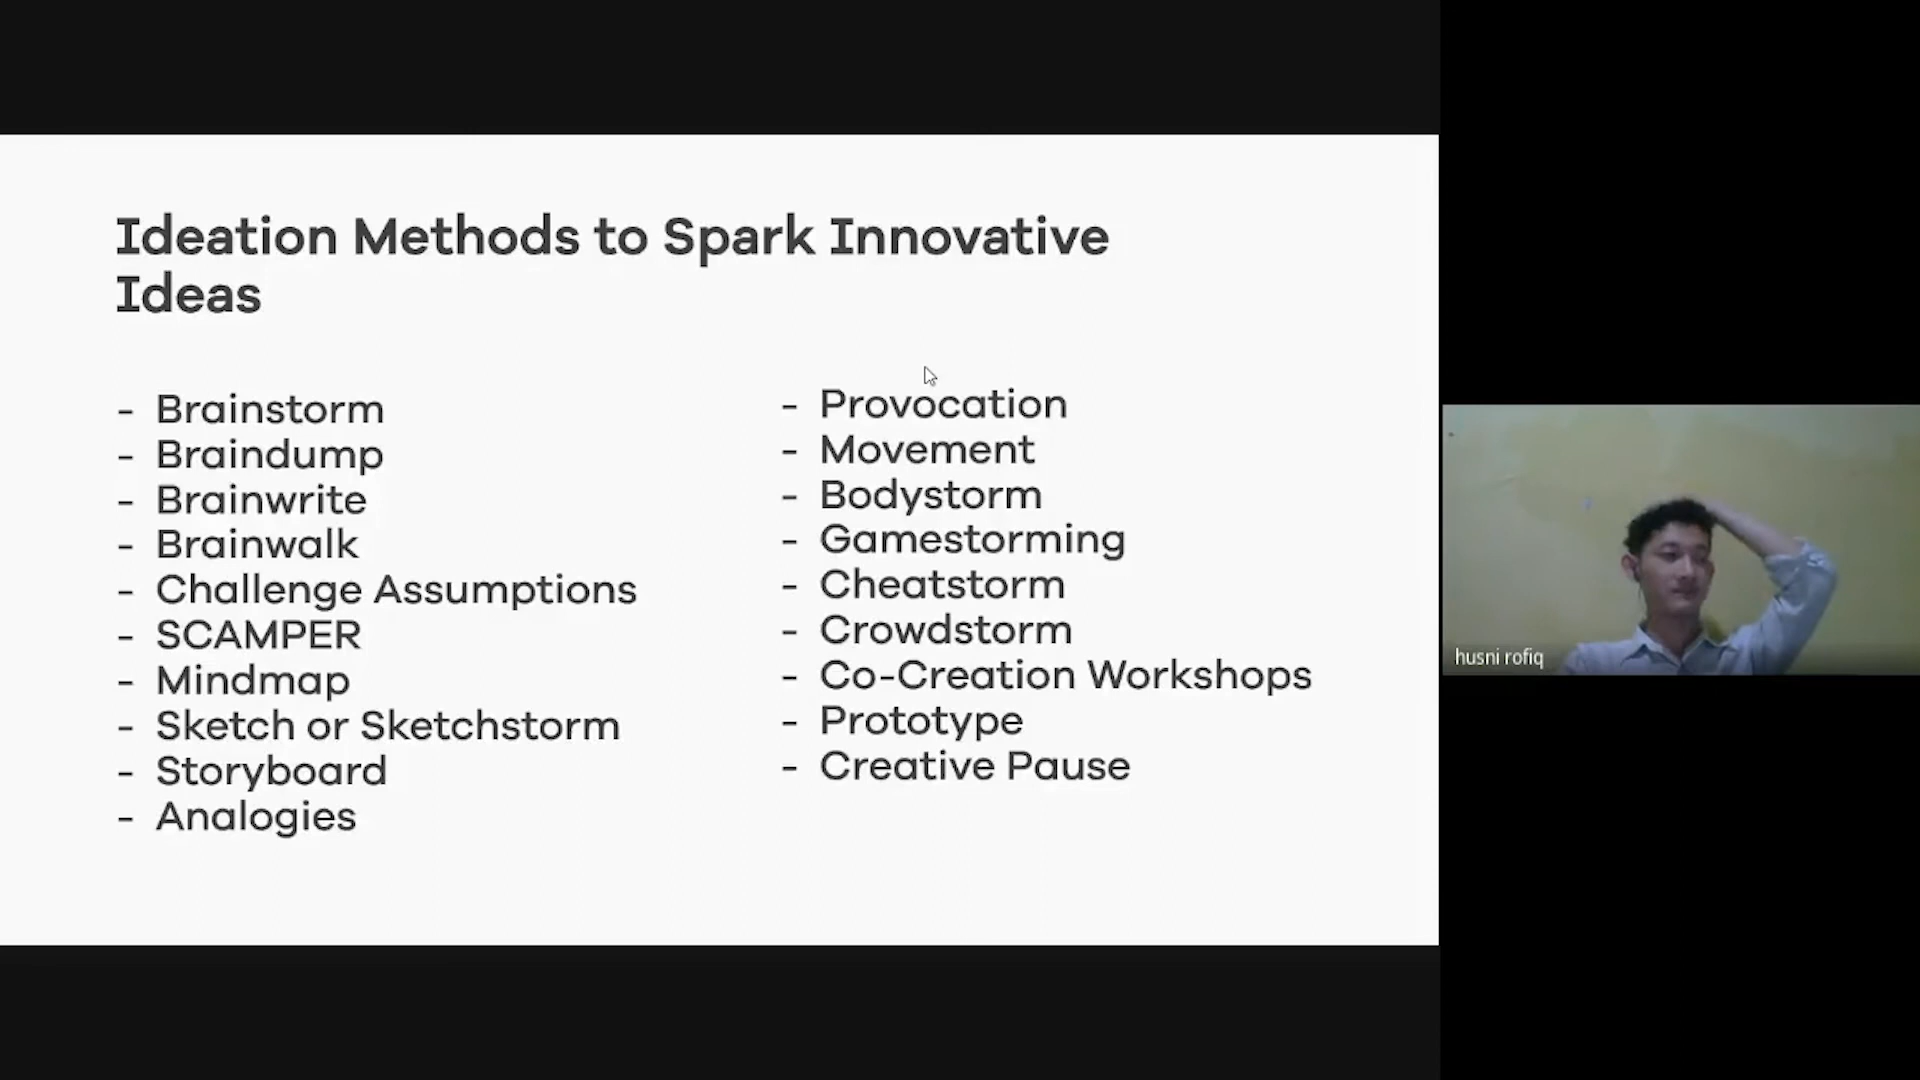 Ideation Methods to Spark Innovative
Ideas
- Brainstorm
- Braindump
- Brainwrite
- Brainwalk
- Challenge Assumptions
- SCAMPER
- Mindmap
- Sketch or Sketchstorm
- Storyboard
- Analogies
- Provocation
- Movement
- Bodystorm
- Gamestorming
- Cheatstorm
- Crowdstorm
- Co-Creation Workshops
- Prototype
- Creative Pause
husni rofiq